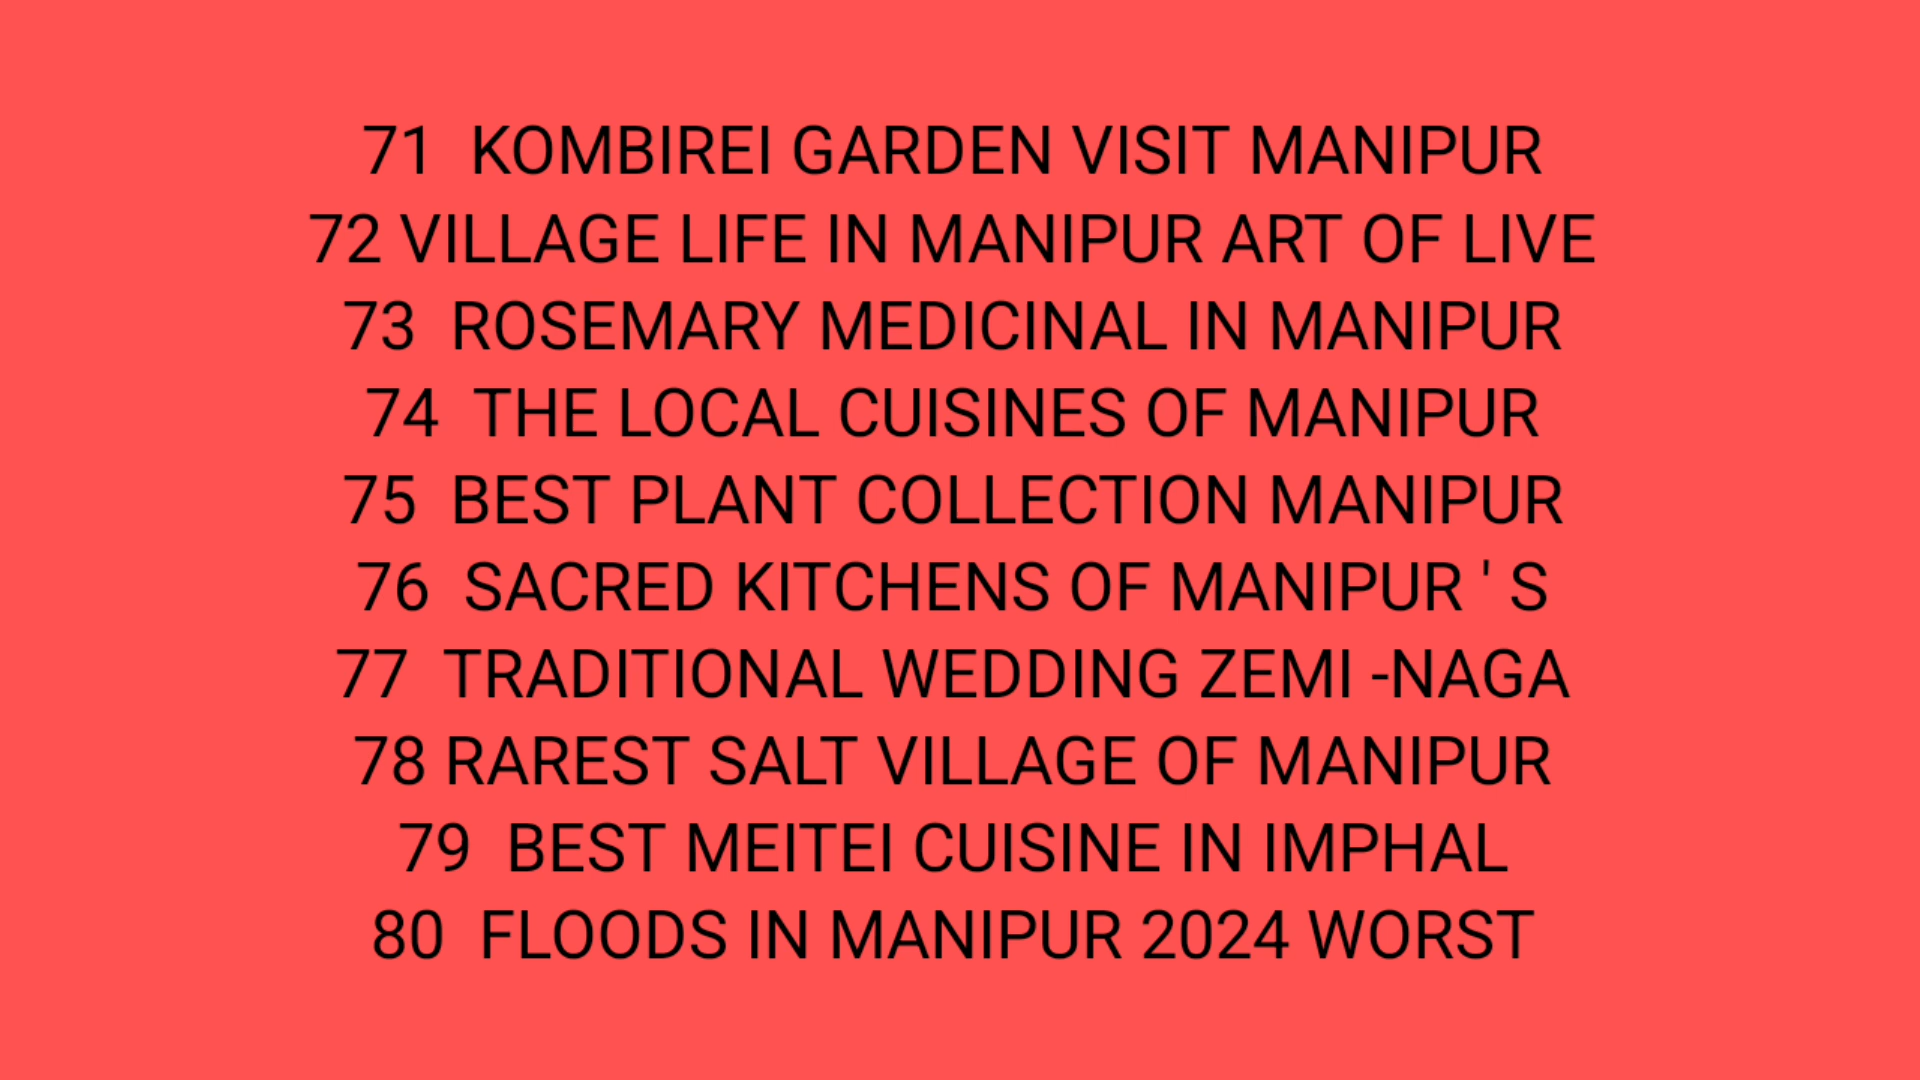 71  KOMBIREI GARDEN VISIT MANIPUR
72 VILLAGE LIFE IN MANIPUR ART OF LIVE
73  ROSEMARY MEDICINAL IN MANIPUR
74  THE LOCAL CUISINES OF MANIPUR
75  BEST PLANT COLLECTION MANIPUR
76  SACRED KITCHENS OF MANIPUR ' S
77  TRADITIONAL WEDDING ZEMI -NAGA
78 RAREST SALT VILLAGE OF MANIPUR
79  BEST MEITEI CUISINE IN IMPHAL
80  FLOODS IN MANIPUR 2024 WORST